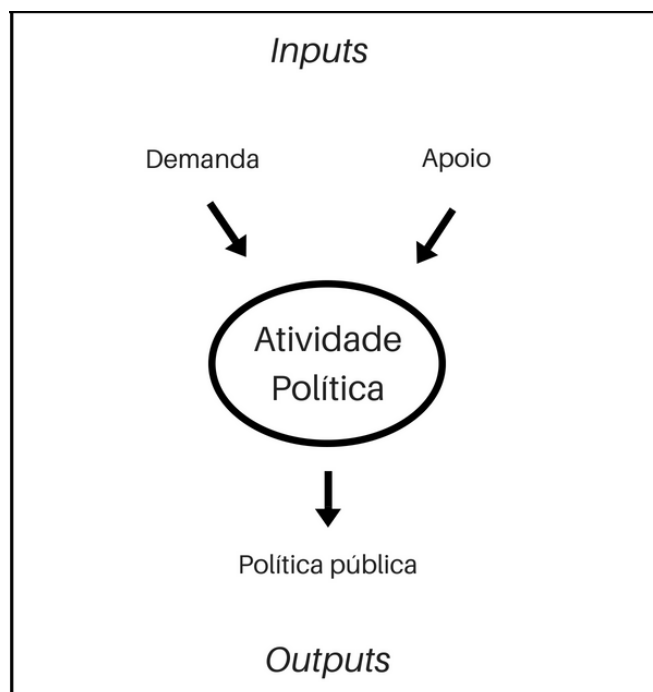 Inputs
Demanda
Apoio
Atividade
Política
Política pública
Outputs